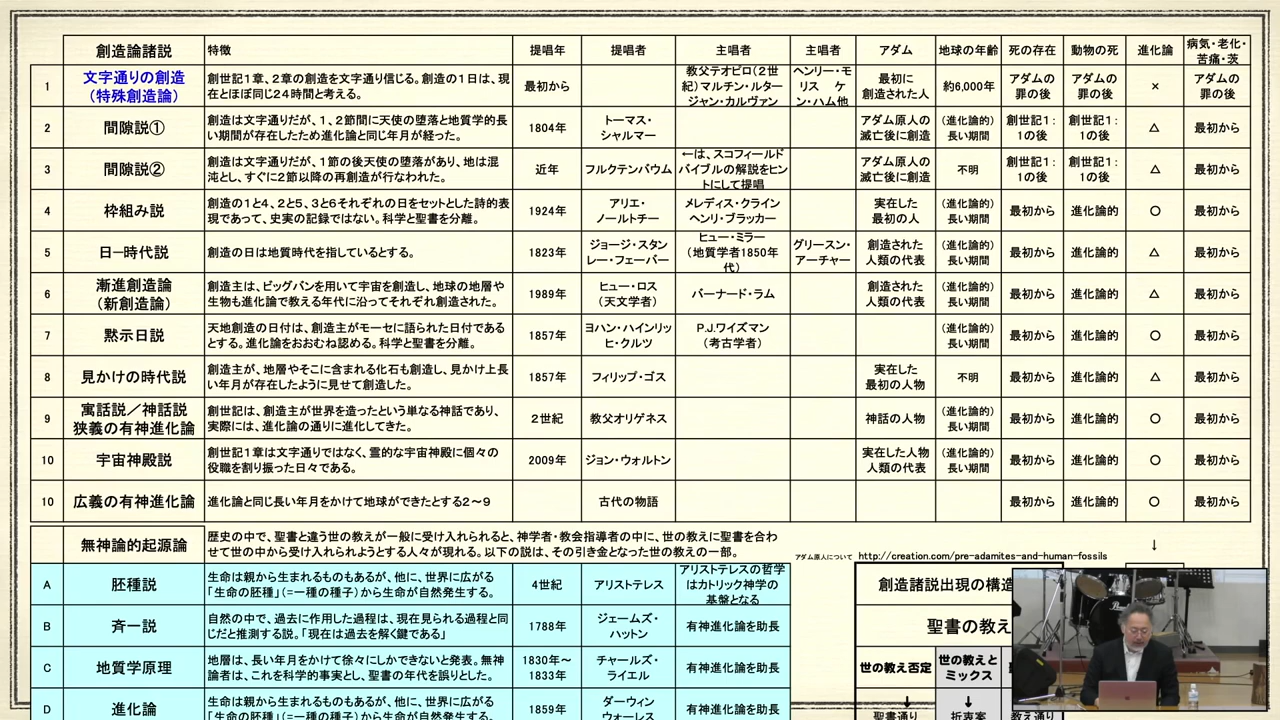 創造論諸説 特徴 提唱年 提唱者 主唱者 主唱者 アダム 地球の年齢 死の存在 動物の死 進化論 病気・老化・苦痛・茨
1 文字通りの創造（特殊創造論） 創世記１章、２章の創造を文字通り信じる。創造の１日は、現在とほぼ同じ２４時間と考える。 最初から 教父テオピロ（２世紀）マルチン・ルター ジャン・カルヴァン ヘンリー・モリス ケン・ハム他 最初に創造された人 約6,000年 アダムの罪の後 アダムの罪の後 × アダムの罪の後
2 間隙説① 創造は文字通りだが、１、２節間に天使の堕落と地質学的長い期間が存在したため進化論と同じ年月が経った。 1804年 トーマス・シャルマー アダム原人の滅亡後に創造 （進化論的）長い期間 創世記1：1の後 創世記1：1の後 △ 最初から
3 間隙説② 創造は文字通りだが、１節の後天使の堕落があり、地は混沌とし、すぐに２節以降の再創造が行なわれた。 近年 フルクテンバウム ←は、スコフィールドバイブルの解説をヒントにして提唱 アダム原人の滅亡後に創造 不明 創世記1：1の後 創世記1：1の後 △ 最初から
4 枠組み説 創造の１と４、２と５、３と６それぞれの日をセットとした詩的表現であって、史実の記録ではない。科学と聖書を分離。 1924年 アリエ・ノールトチー メレディス・クライン ヘンリ・ブラッカー 実在した最初の人 （進化論的）長い期間 最初から 進化論的 〇 最初から
5 日―時代説 創造の日は地質時代を指しているとする。 1823年 ジョージ・スタンレー・フェーバー ヒュー・ミラー（地質学者1850年代） グリースン・アーチャー 創造された人類の代表 （進化論的）長い期間 最初から 進化論的 △ 最初から
6 漸進創造論（新創造論） 創造主は、ビッグバンを用いて宇宙を創造し、地球の地層や生物も進化論で教える年代に沿ってそれぞれ創造された。 1989年 ヒュー・ロス（天文学者） バーナード・ラム 創造された人類の代表 （進化論的）長い期間 最初から 進化論的 △ 最初から
7 黙示日説 天地創造の日付は、創造主がモーセに語られた日付であるとする。進化論をおおむね認める。科学と聖書を分離。 1857年 ヨハン・ハインリッヒ・クルツ P.J.ワイズマン（考古学者） （進化論的）長い期間 最初から 進化論的 〇 最初から
8 見かけの時代説 創造主が、地層やそこに含まれる化石も創造し、見かけ上長い年月が存在したように見せて創造した。 1857年 フィリップ・ゴス 実在した最初の人物 不明 最初から 進化論的 △ 最初から
9 寓話説／神話説 狭義の有神進化論 創世記は、創造主が世界を造ったという単なる神話であり、実際には、進化論の通りに進化してきた。 ２世紀 教父オリゲネス 神話の人物 （進化論的）長い期間 最初から 進化論的 〇 最初から
10 宇宙神殿説 創世記１章は文字通りではなく、霊的な宇宙神殿に個々の役職を割り振った日々である。 2009年 ジョン・ウォルトン 実在した人物 人類の代表 （進化論的）長い期間 最初から 進化論的 〇 最初から
10 広義の有神進化論 進化論と同じ長い年月をかけて地球ができたとする２～９ 古代の物語 最初から 進化論的 〇 最初から
無神論的起源論 歴史の中で、聖書と違う世の教えが一般に受け入れられると、神学者・教会指導者の中に、世の教えに聖書を合わせて世の中から受け入れられようとする人々が現れる。以下の説は、その引き金となった世の教えの一部。
アダム原人について http://creation.com/pre-adamites-and-human-fossils ↓
A 胚種説 生命は親から生まれるものもあるが、他に、世界に広がる「生命の胚種」（＝一種の種子）から生命が自然発生する。 4世紀 アリストテレス アリストテレスの哲学はカトリック神学の基盤となる
B 斉一説 自然の中で、過去に作用した過程は、現在見られる過程と同じだと推測する説。「現在は過去を解く鍵である」 1788年 ジェームズ・ハットン 有神進化論を助長
C 地質学原理 地層は、長い年月をかけて徐々にしかできないと発表。無神論者は、これを科学的事実とし、聖書の年代を誤りとした。 1830年～1833年 チャールズ・ライエル 有神進化論を助長
D 進化論 生命は親から生まれるものもあるが、他に、世界に広がる「生命の胚種」（＝一種の種子）から生命が自然発生する。 1859年 ダーウィン ウォーレス 有神進化論を助長
創造諸説出現の構造
聖書の教え
世の教え否定 世の教えとミックス
↓ ↓
聖書通り 折衷案 教え通り